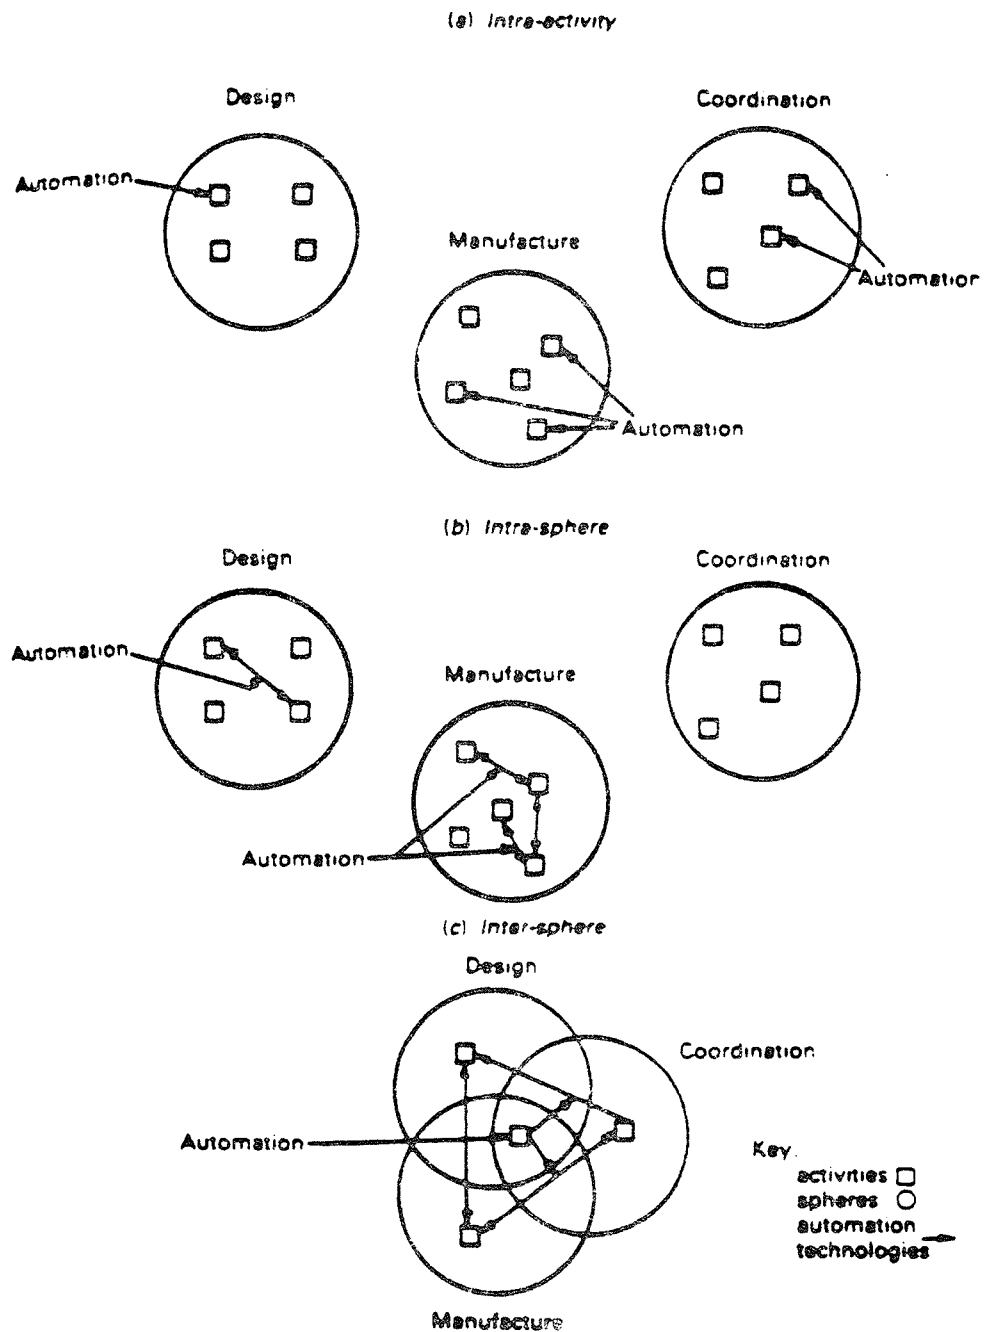 (a) Intra-activity
Design
Coordination
Automation
Manufacture
Automation
Automation
(b) Intra-sphere
Design
Coordination
Automation
Manufacture
Automation
(c) Inter-sphere
Design
Coordination
Automation
Key.
activities
spheres
automation
technologies
Manufacture